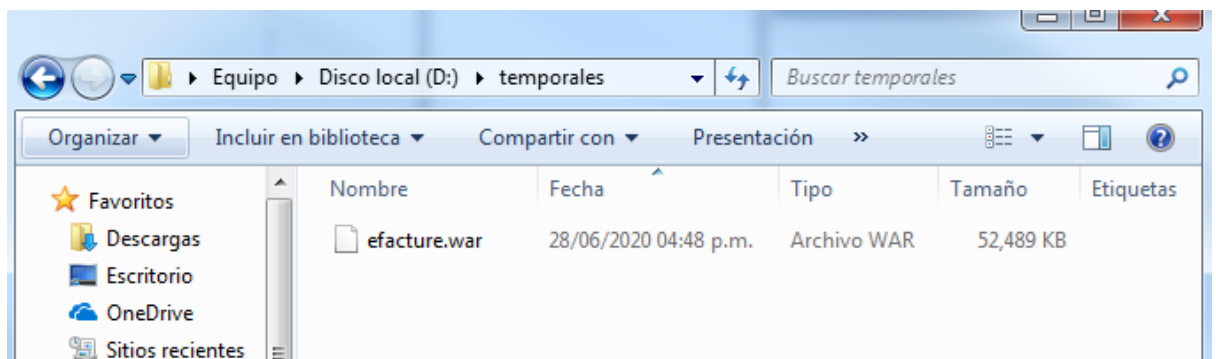 Equipo Disco local (D:) temporales Buscar temporales
Organizar Incluir en biblioteca Compartir con Presentación »
Nombre Fecha Tipo Tamaño Etiquetas
Favoritos
efacture.war 28/06/2020 04:48 p.m. Archivo WAR 52,489 KB
Descargas
Escritorio
OneDrive
Sitios recientes